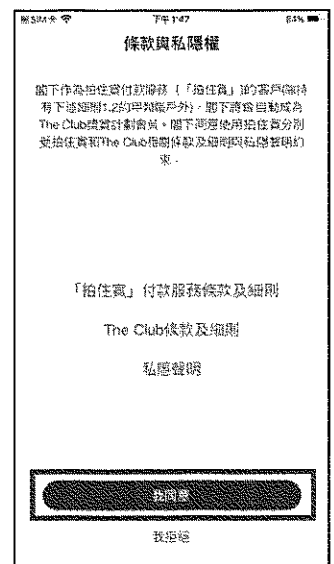 無SIM卡 下午1:47 84%
條款與私隱權
閣下作為拍住賞付款服務（「拍住賞」）的客戶（除持
有下述細則1.2的年齡賬戶外），閣下將會自動成為
The Club獎賞計劃會員。閣下同意使用拍住賞分別
受拍住賞和The Club相關條款及細則與私隱聲明約
束。
「拍住賞」付款服務條款及細則
The Club條款及細則
私隱聲明
我同意
我拒絕